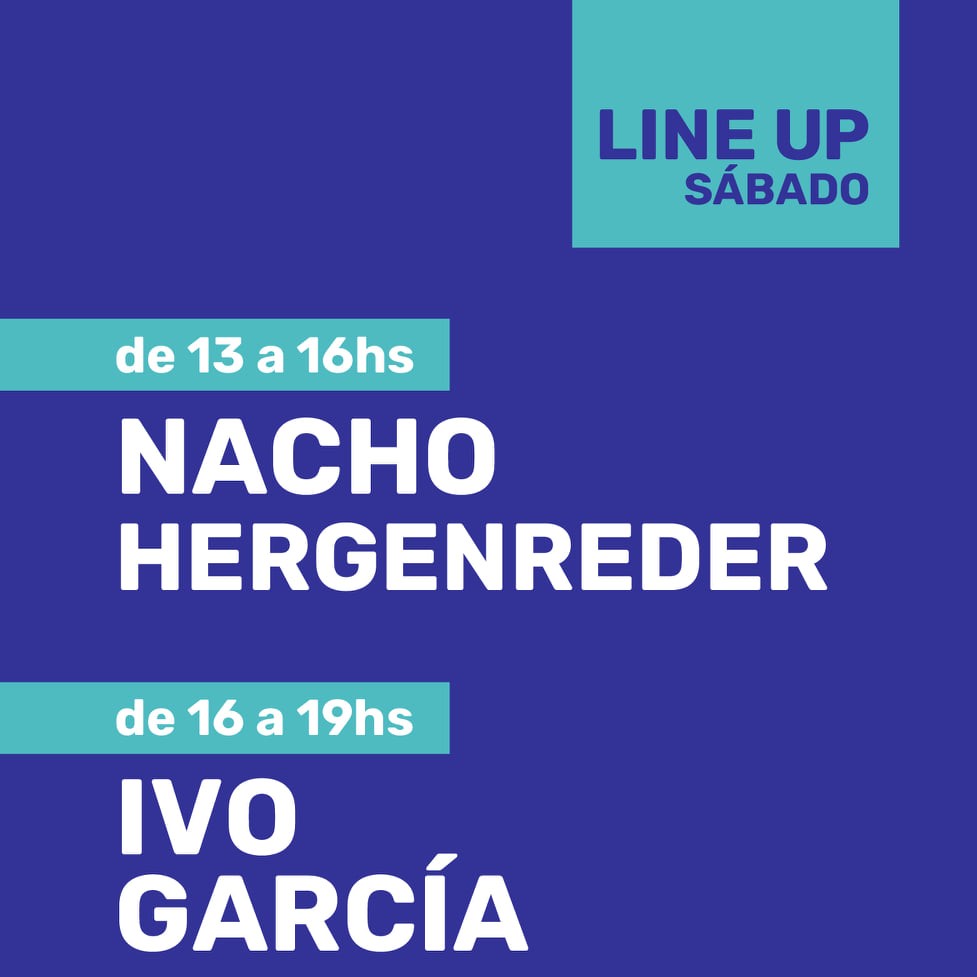 LINE UP
SÁBADO
de 13 a 16hs
NACHO
HERGENREDER
de 16 a 19hs
IVO
GARCÍA